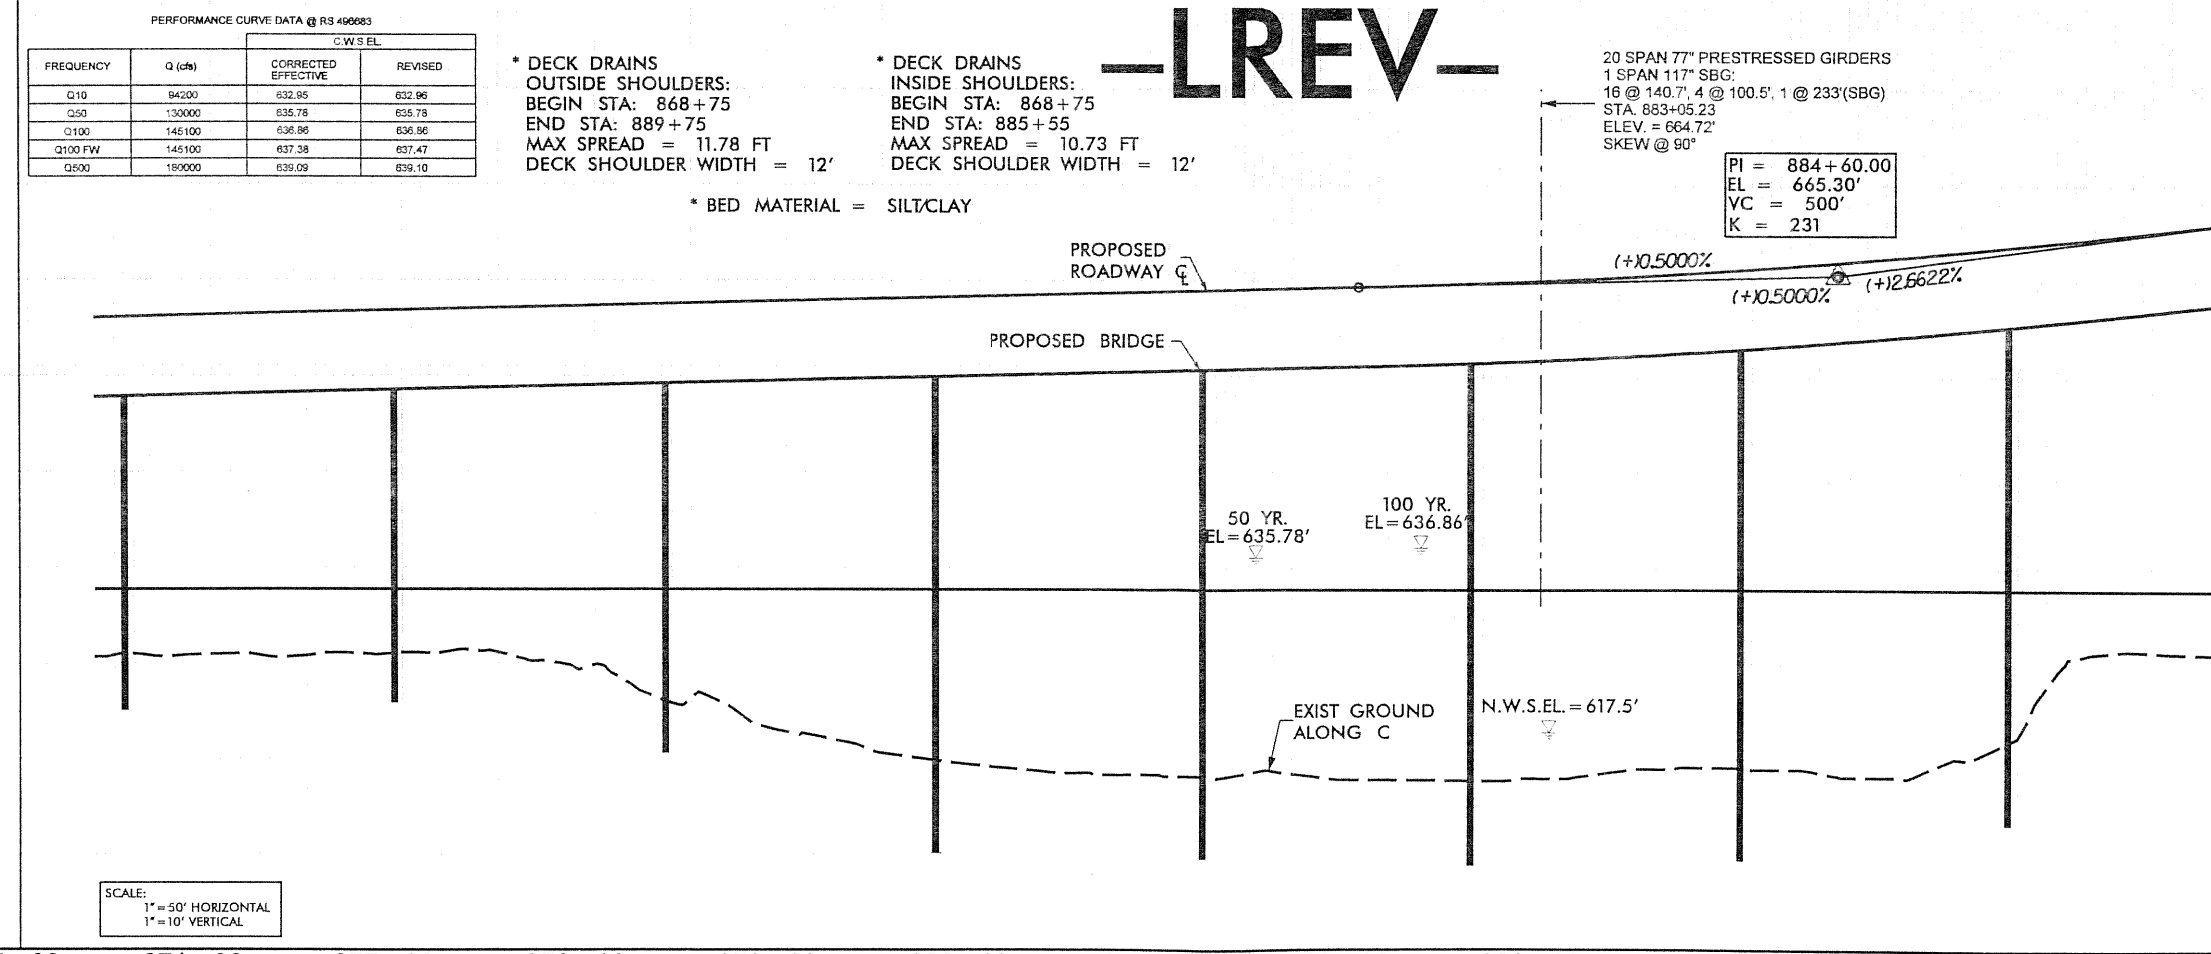 PERFORMANCE CURVE DATA @ RS 496683
C.W.S.EL.
FREQUENCY Q (cfs) CORRECTED EFFECTIVE REVISED
Q10 94200 632.95 632.96
Q50 130000 635.78 635.78
Q100 145100 636.86 636.86
Q100 FW 145100 637.38 637.47
Q500 180000 639.09 639.10
* DECK DRAINS
OUTSIDE SHOULDERS:
BEGIN STA: 868+75
END STA: 889+75
MAX SPREAD = 11.78 FT
DECK SHOULDER WIDTH = 12'
* DECK DRAINS
INSIDE SHOULDERS:
BEGIN STA: 868+75
END STA: 885+55
MAX SPREAD = 10.73 FT
DECK SHOULDER WIDTH = 12'
* BED MATERIAL = SILT/CLAY
-LREV-
20 SPAN 77" PRESTRESSED GIRDERS
1 SPAN 117" SBG:
16 @ 140.7', 4 @ 100.5', 1 @ 233'(SBG)
STA. 883+05.23
ELEV. = 664.72'
SKEW @ 90°
PI = 884+60.00
EL = 665.30'
VC = 500'
K = 231
PROPOSED
ROADWAY ℄
(+)0.5000%
(+)0.5000%
(+)2.6622%
PROPOSED BRIDGE
50 YR.
EL=635.78'
100 YR.
EL=636.86'
EXIST GROUND
ALONG C
N.W.S.EL.=617.5'
SCALE:
1"=50' HORIZONTAL
1"=10' VERTICAL